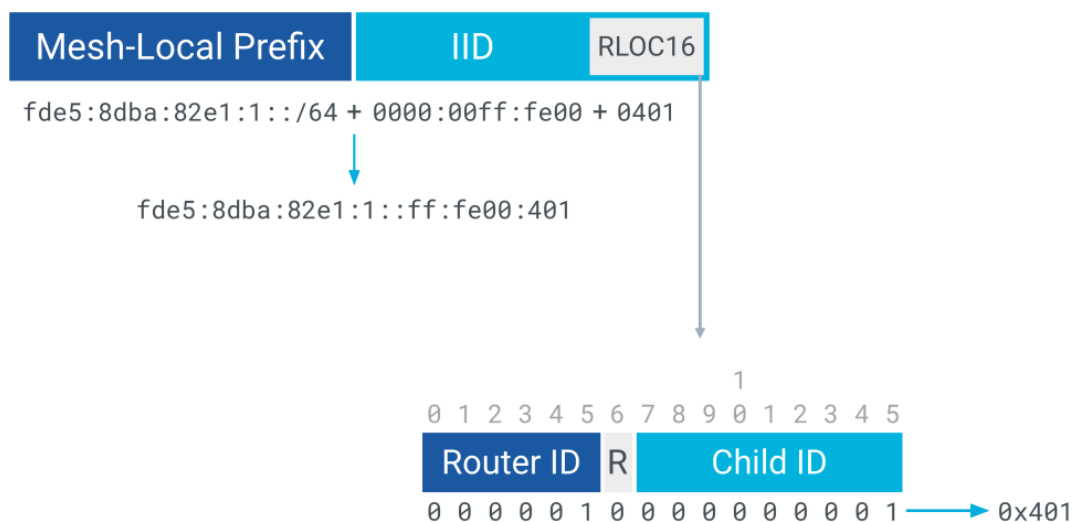 Mesh-Local Prefix IID RLOC16
fde5:8dba:82e1:1::/64 + 0000:00ff:fe00 + 0401
fde5:8dba:82e1:1::ff:fe00:401
1
0 1 2 3 4 5 6 7 8 9 0 1 2 3 4 5
Router ID R Child ID
0 0 0 0 0 1 0 0 0 0 0 0 0 0 0 1 0x401